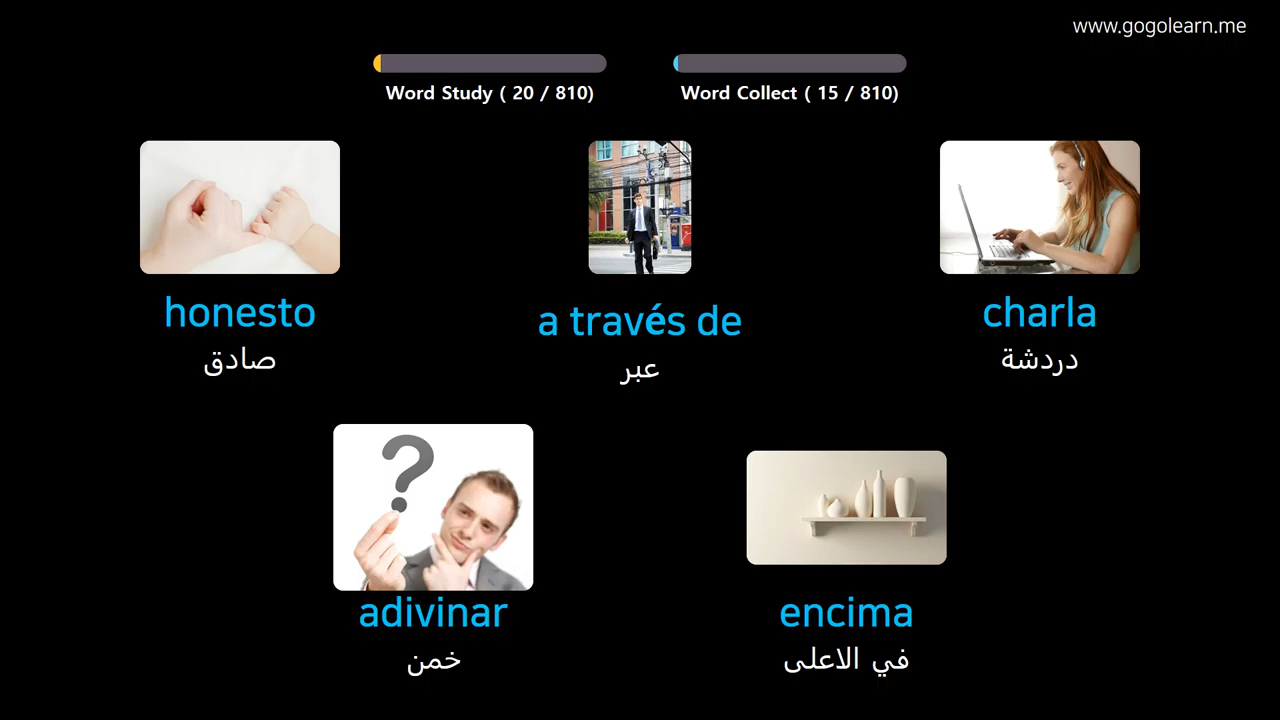 www.gogolearn.me
Word Study ( 20 / 810)
Word Collect ( 15 / 810)
honesto
صادق
a través de
عبر
charla
دردشة
?
adivinar
خمن
encima
في الاعلى